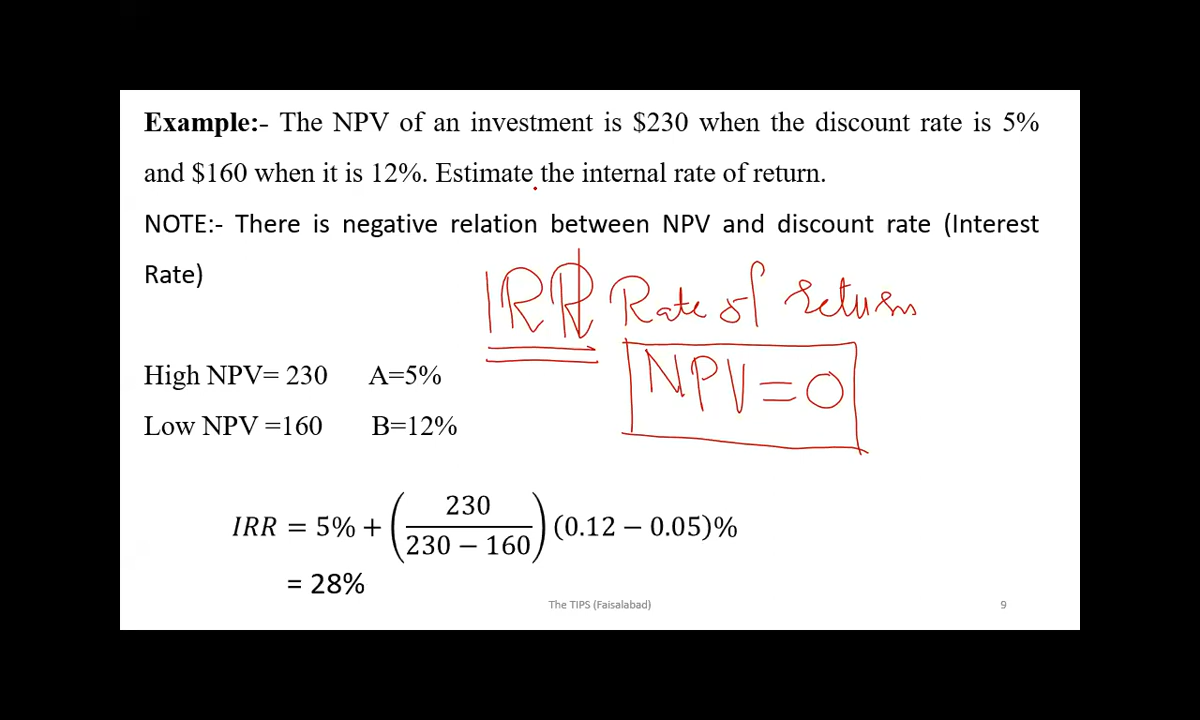 Example:- The NPV of an investment is $230 when the discount rate is 5%
and $160 when it is 12%. Estimate the internal rate of return.
NOTE:- There is negative relation between NPV and discount rate (Interest
Rate)
IRR Rate of return
NPV=0
High NPV= 230 A=5%
Low NPV =160 B=12%
IRR = 5% + (230/(230 − 160)) (0.12 − 0.05)%
= 28%
The TIPS (Faisalabad) 9